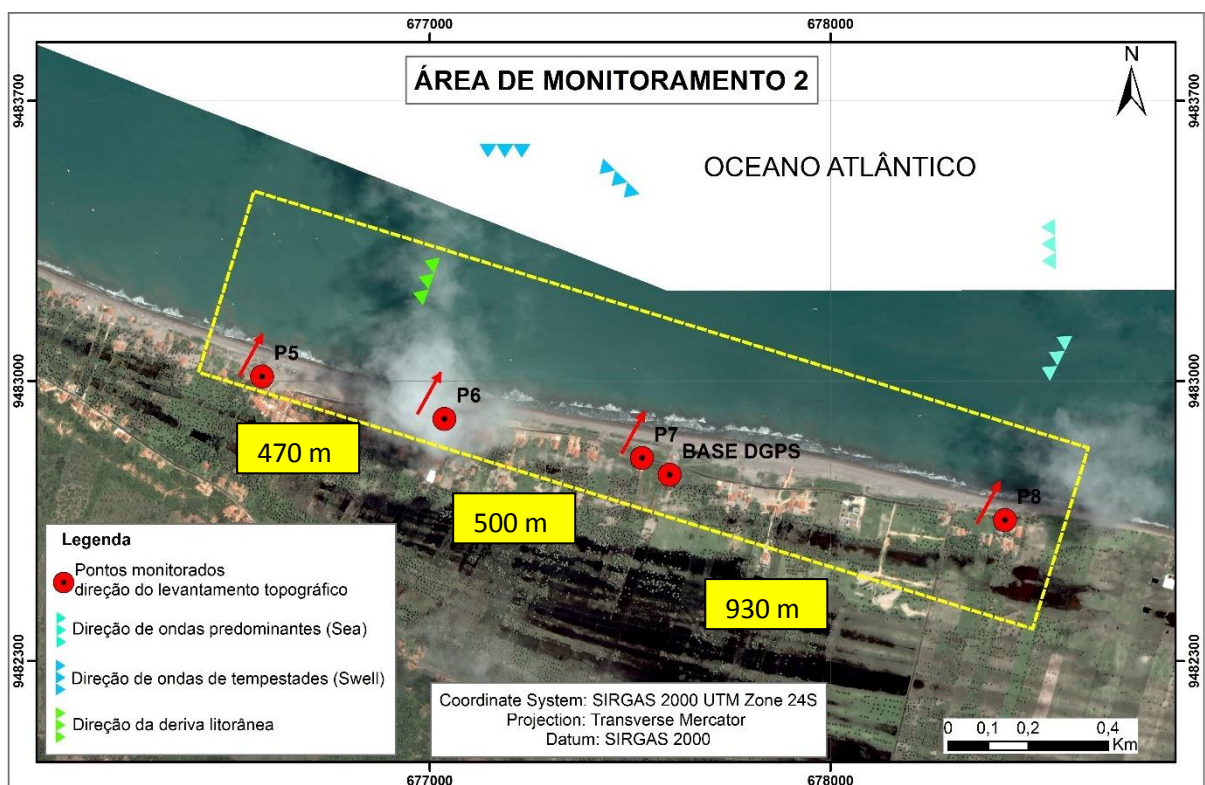 677000
678000
ÁREA DE MONITORAMENTO 2
N
9483700
9483700
OCEANO ATLÂNTICO
P5
9483000
9483000
P6
P7
BASE DGPS
470 m
P8
500 m
930 m
Legenda
Pontos monitorados
direção do levantamento topográfico
Direção de ondas predominantes (Sea)
Direção de ondas de tempestades (Swell)
Direção da deriva litorânea
9482300
9482300
Coordinate System: SIRGAS 2000 UTM Zone 24S
Projection: Transverse Mercator
Datum: SIRGAS 2000
0 0,1 0,2 0,4
Km
677000
678000